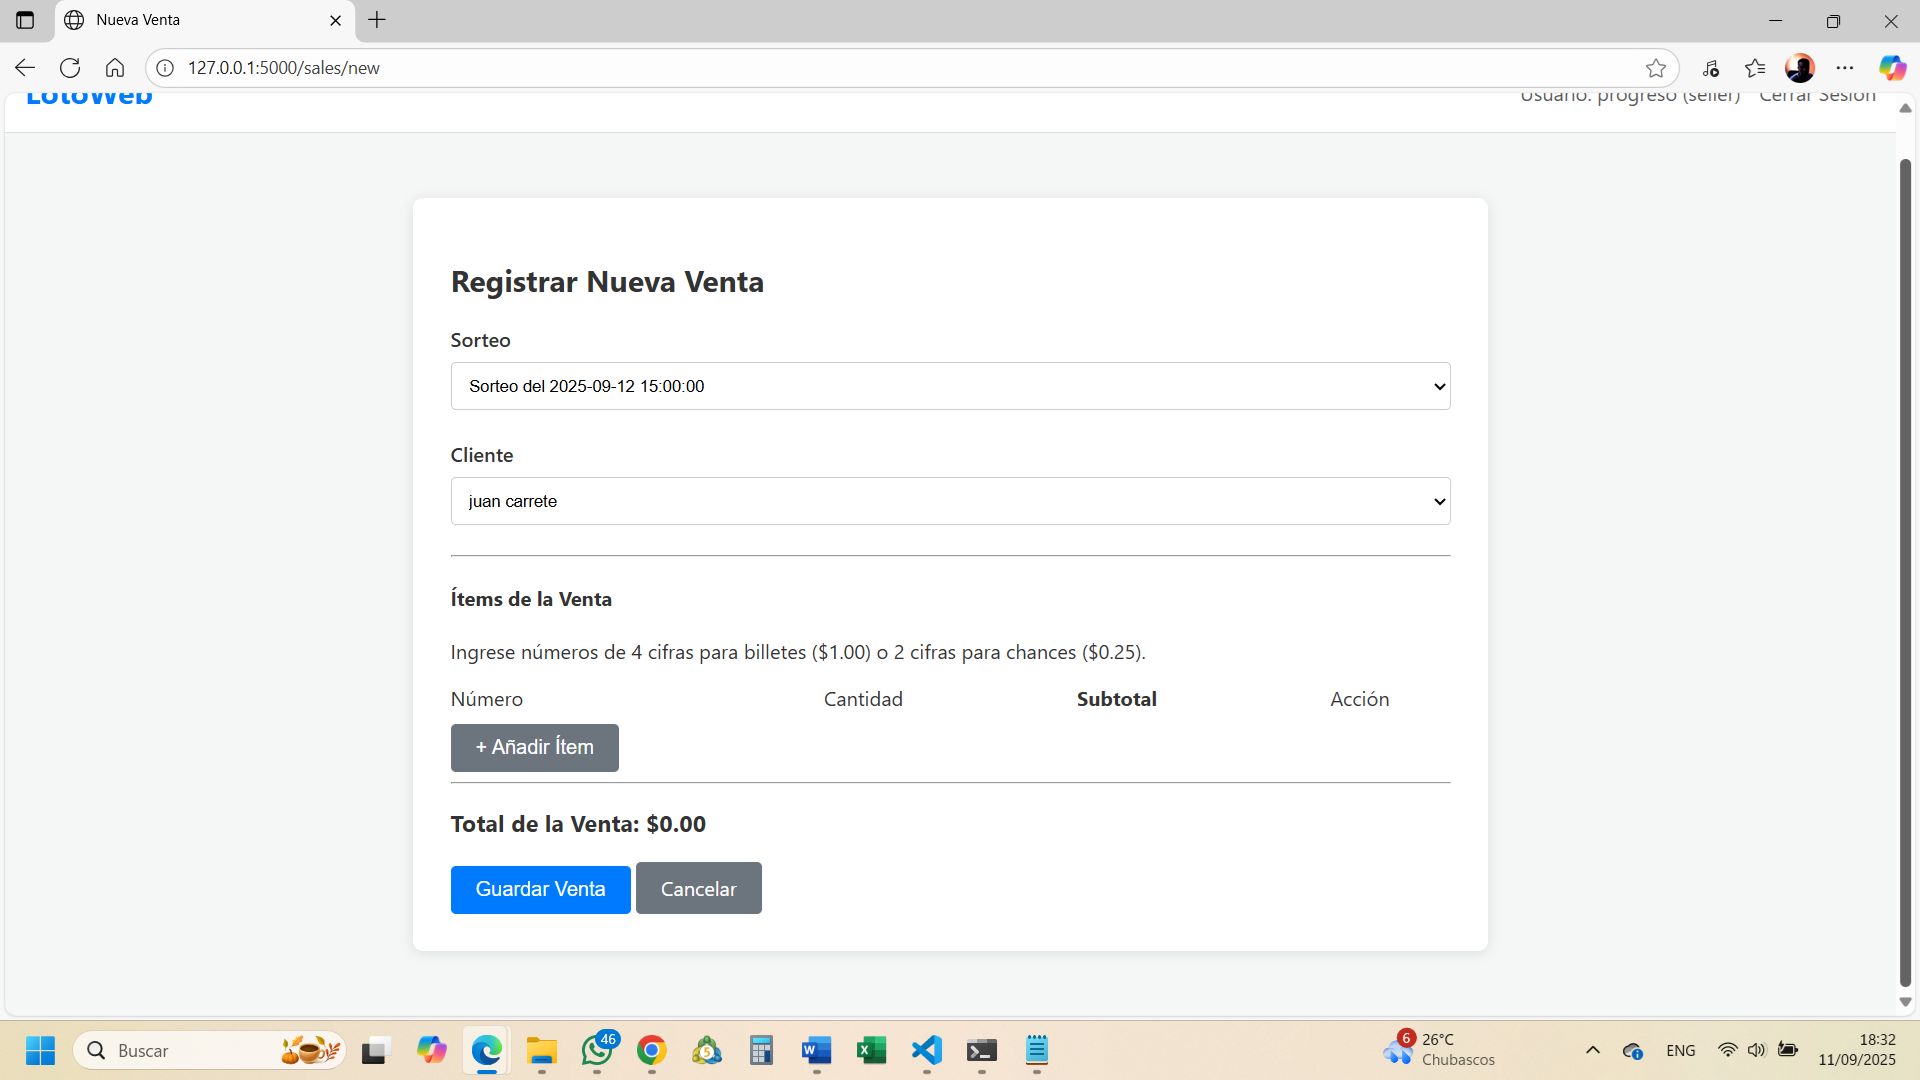 Nueva Venta
127.0.0.1:5000/sales/new
LotoWeb
Usuario: progreso (seller) Cerrar Sesión
Registrar Nueva Venta
Sorteo
Sorteo del 2025-09-12 15:00:00
Cliente
juan carrete
Ítems de la Venta
Ingrese números de 4 cifras para billetes ($1.00) o 2 cifras para chances ($0.25).
Número Cantidad Subtotal Acción
+ Añadir Ítem
Total de la Venta: $0.00
Guardar Venta Cancelar
Buscar
46
5
W
X
6
26°C
Chubascos
ENG
18:32
11/09/2025